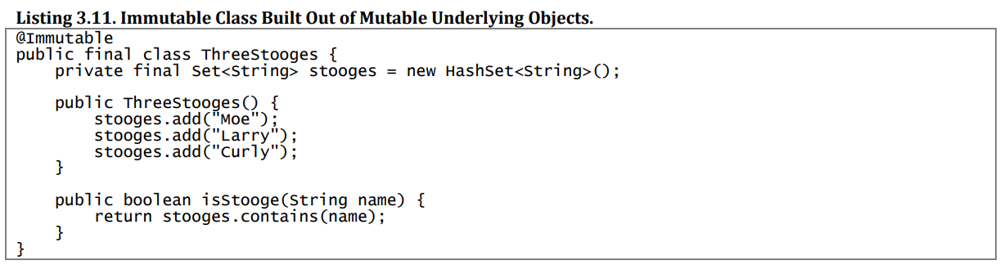 Listing 3.11. Immutable Class Built Out of Mutable Underlying Objects.
@Immutable
public final class ThreeStooges {
    private final Set<String> stooges = new HashSet<String>();

    public ThreeStooges() {
        stooges.add("Moe");
        stooges.add("Larry");
        stooges.add("Curly");
    }

    public boolean isStooge(String name) {
        return stooges.contains(name);
    }
}